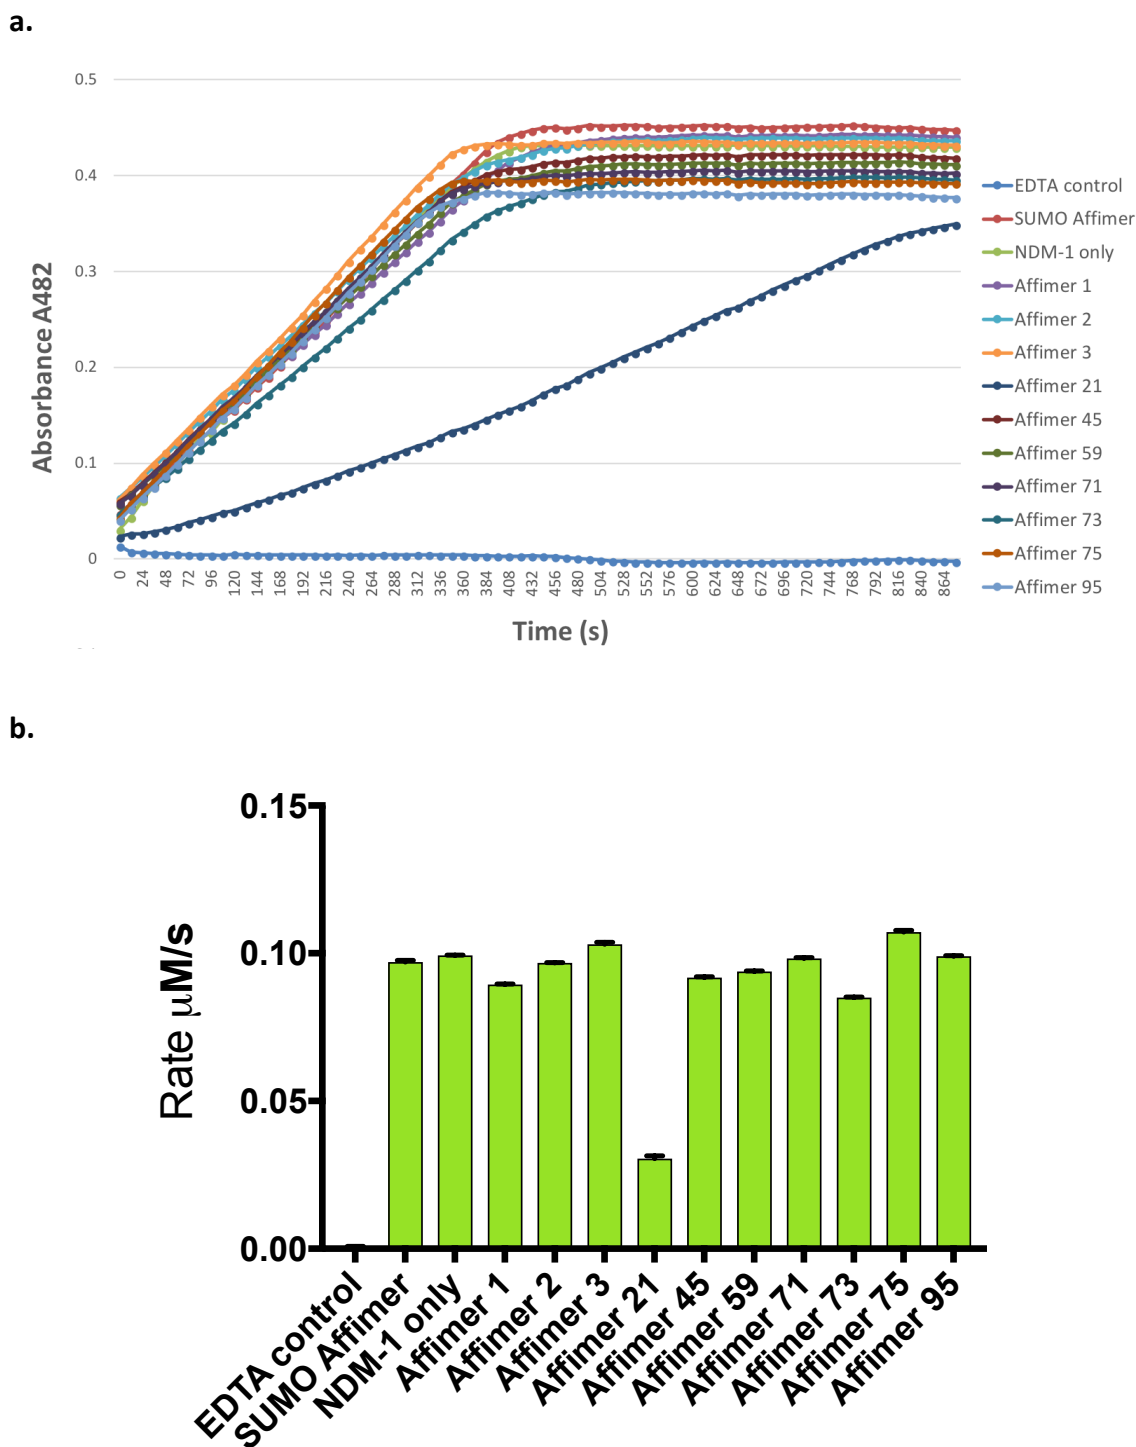 a.
0.5
0.4
0.3
0.2
0.1
0
Absorbance A482
0 24 48 72 96 120 144 168 192 216 240 264 288 312 336 360 384 408 432 456 480 504 528 552 576 600 624 648 672 696 720 744 768 792 816 840 864
Time (s)
EDTA control
SUMO Affimer
NDM-1 only
Affimer 1
Affimer 2
Affimer 3
Affimer 21
Affimer 45
Affimer 59
Affimer 71
Affimer 73
Affimer 75
Affimer 95
b.
0.15
0.10
0.05
0.00
Rate μM/s
EDTA control
SUMO Affimer
NDM-1 only
Affimer 1
Affimer 2
Affimer 3
Affimer 21
Affimer 45
Affimer 59
Affimer 71
Affimer 73
Affimer 75
Affimer 95